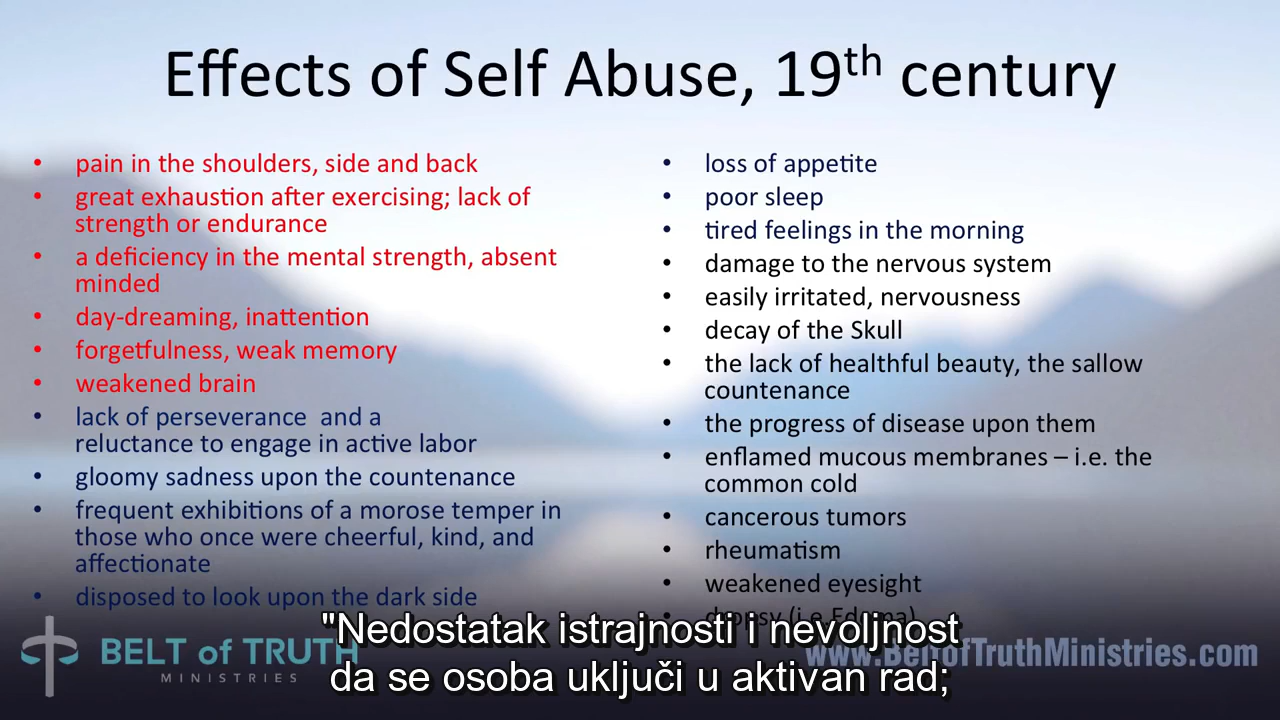 Effects of Self Abuse, 19th century
• pain in the shoulders, side and back
• great exhaustion after exercising; lack of
strength or endurance
• a deficiency in the mental strength, absent
minded
• day-dreaming, inattention
• forgetfulness, weak memory
• weakened brain
• lack of perseverance and a
reluctance to engage in active labor
• gloomy sadness upon the countenance
• frequent exhibitions of a morose temper in
those who once were cheerful, kind, and
affectionate
• disposed to look upon the dark side
• loss of appetite
• poor sleep
• tired feelings in the morning
• damage to the nervous system
• easily irritated, nervousness
• decay of the Skull
• the lack of healthful beauty, the sallow
countenance
• the progress of disease upon them
• enflamed mucous membranes – i.e. the
common cold
• cancerous tumors
• rheumatism
• weakened eyesight
• dropsy (i.e Edema)
"Nedostatak istrajnosti i nevoljnost
da se osoba uključi u aktivan rad;
BELT of TRUTH
MINISTRIES
www.BeltofTruthMinistries.com